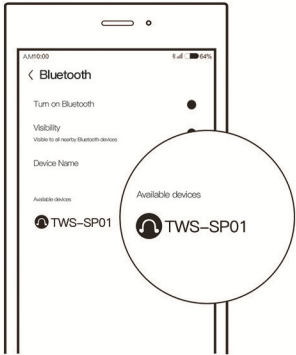 AM10:00 64%
Bluetooth
Turn on Bluetooth
Visibility
Visible to all nearby Bluetooth devices
Device Name
Available devices
TWS-SP01
Available devices
TWS-SP01